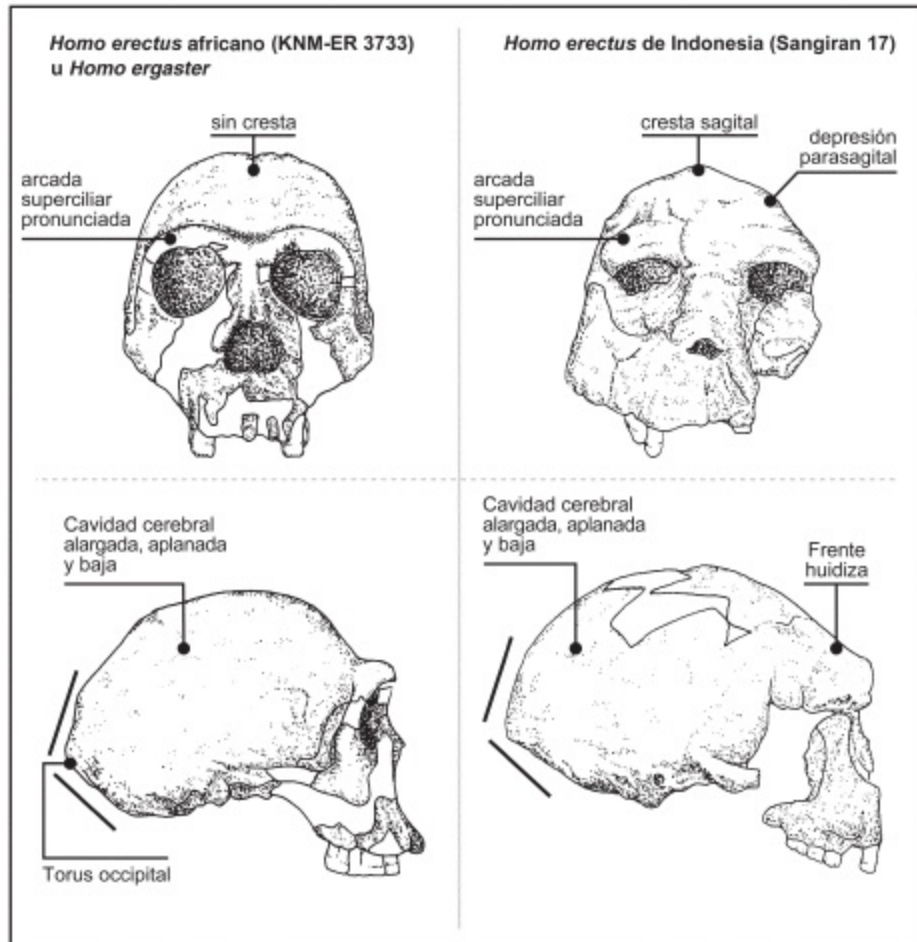 Homo erectus africano (KNM-ER 3733)
u Homo ergaster
sin cresta
arcada
superciliar
pronunciada
Homo erectus de Indonesia (Sangiran 17)
cresta sagital
depresión
parasagital
arcada
superciliar
pronunciada
Cavidad cerebral
alargada, aplanada
y baja
Torus occipital
Cavidad cerebral
alargada, aplanada
y baja
Frente
huidiza